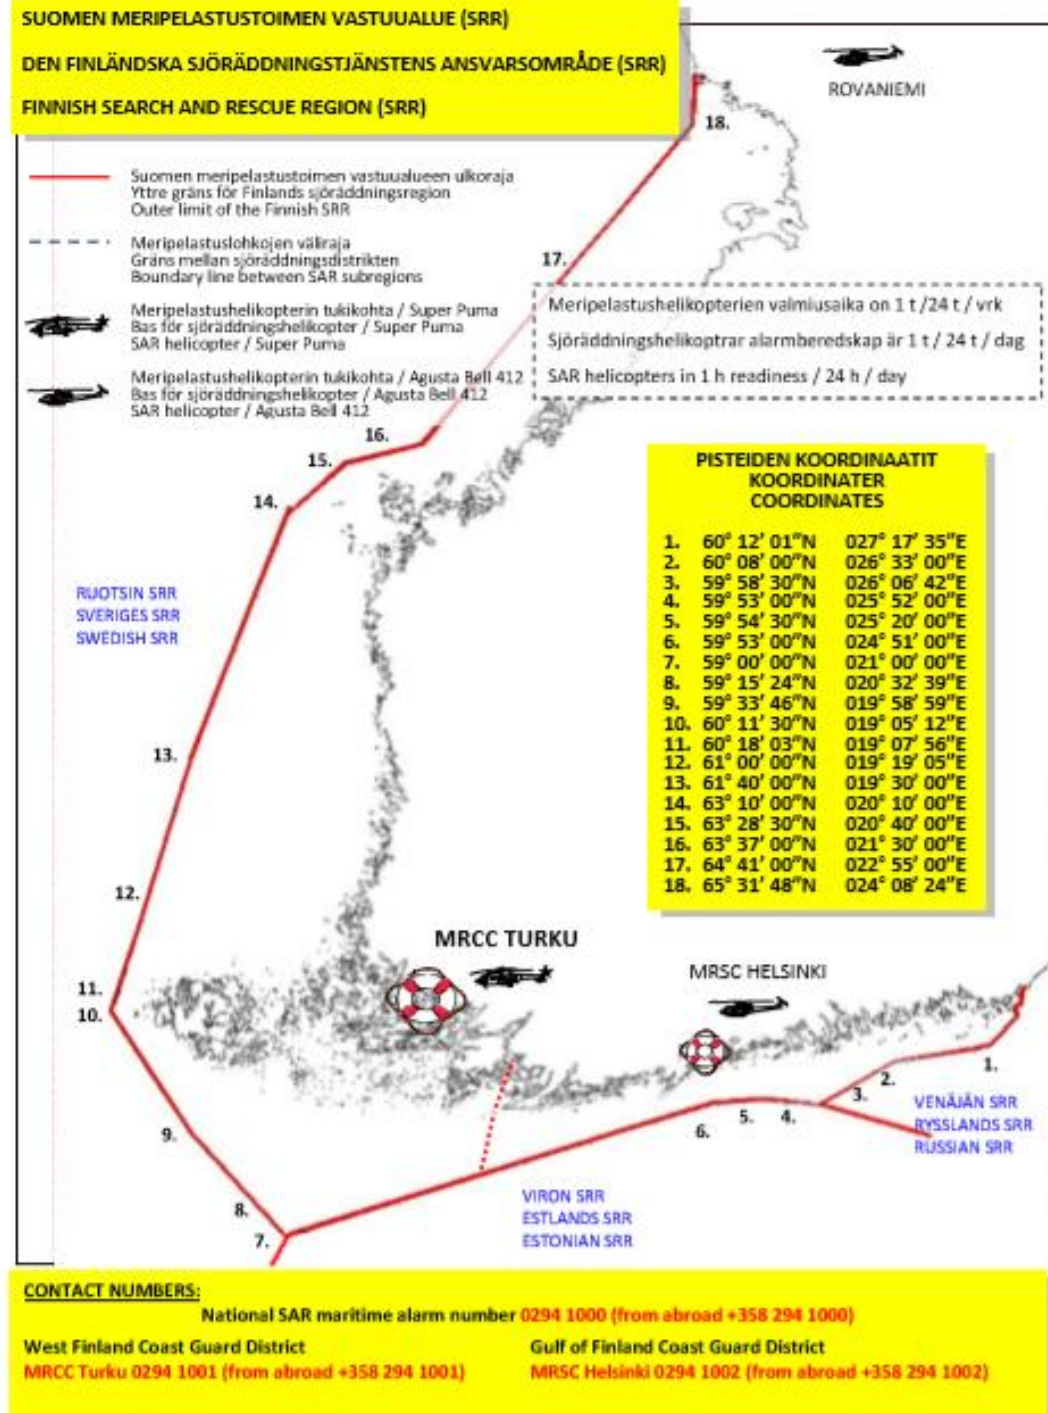 SUOMEN MERIPELASTUSTOIMEN VASTUUALUE (SRR)
DEN FINLÄNDSKA SJÖRÄDDNINGSTJÄNSTENS ANSVARSOMRÅDE (SRR)
FINNISH SEARCH AND RESCUE REGION (SRR)
ROVANIEMI
18.
Suomen meripelastustoimen vastuualueen ulkoraja
Yttre gräns för Finlands sjöräddningsregion
Outer limit of the Finnish SRR
Meripelastuslohkojen väliraja
Gräns mellan sjöräddningsdistrikten
Boundary line between SAR subregions
Meripelastushelikopterin tukikohta / Super Puma
Bas för sjöräddningshelikopter / Super Puma
SAR helicopter / Super Puma
Meripelastushelikopterin tukikohta / Agusta Bell 412
Bas för sjöräddningshelikopter / Agusta Bell 412
SAR helicopter / Agusta Bell 412
17.
Meripelastushelikopterien valmiusaika on 1 t /24 t / vrk
Sjöräddningshelikoptrar alarmberedskap är 1 t / 24 t / dag
SAR helicopters in 1 h readiness / 24 h / day
16.
15.
14.
PISTEIDEN KOORDINAATIT
KOORDINATER
COORDINATES
1. 60° 12' 01"N 027° 17' 35"E
2. 60° 08' 00"N 026° 33' 00"E
3. 59° 58' 30"N 026° 06' 42"E
4. 59° 53' 00"N 025° 52' 00"E
5. 59° 54' 30"N 025° 20' 00"E
6. 59° 53' 00"N 024° 51' 00"E
7. 59° 00' 00"N 021° 00' 00"E
8. 59° 15' 24"N 020° 32' 39"E
9. 59° 33' 46"N 019° 58' 59"E
10. 60° 11' 30"N 019° 05' 12"E
11. 60° 18' 03"N 019° 07' 56"E
12. 61° 00' 00"N 019° 19' 05"E
13. 61° 40' 00"N 019° 30' 00"E
14. 63° 10' 00"N 020° 10' 00"E
15. 63° 28' 30"N 020° 40' 00"E
16. 63° 37' 00"N 021° 30' 00"E
17. 64° 41' 00"N 022° 55' 00"E
18. 65° 31' 48"N 024° 08' 24"E
RUOTSIN SRR
SVERIGES SRR
SWEDISH SRR
13.
12.
MRCC TURKU
MRSC HELSINKI
11.
10.
1.
2.
3.
4.
5.
6.
VENÄJÄN SRR
RYSSLANDS SRR
RUSSIAN SRR
9.
8.
7.
VIRON SRR
ESTLANDS SRR
ESTONIAN SRR
CONTACT NUMBERS:
National SAR maritime alarm number 0294 1000 (from abroad +358 294 1000)
West Finland Coast Guard District
MRCC Turku 0294 1001 (from abroad +358 294 1001)
Gulf of Finland Coast Guard District
MRSC Helsinki 0294 1002 (from abroad +358 294 1002)